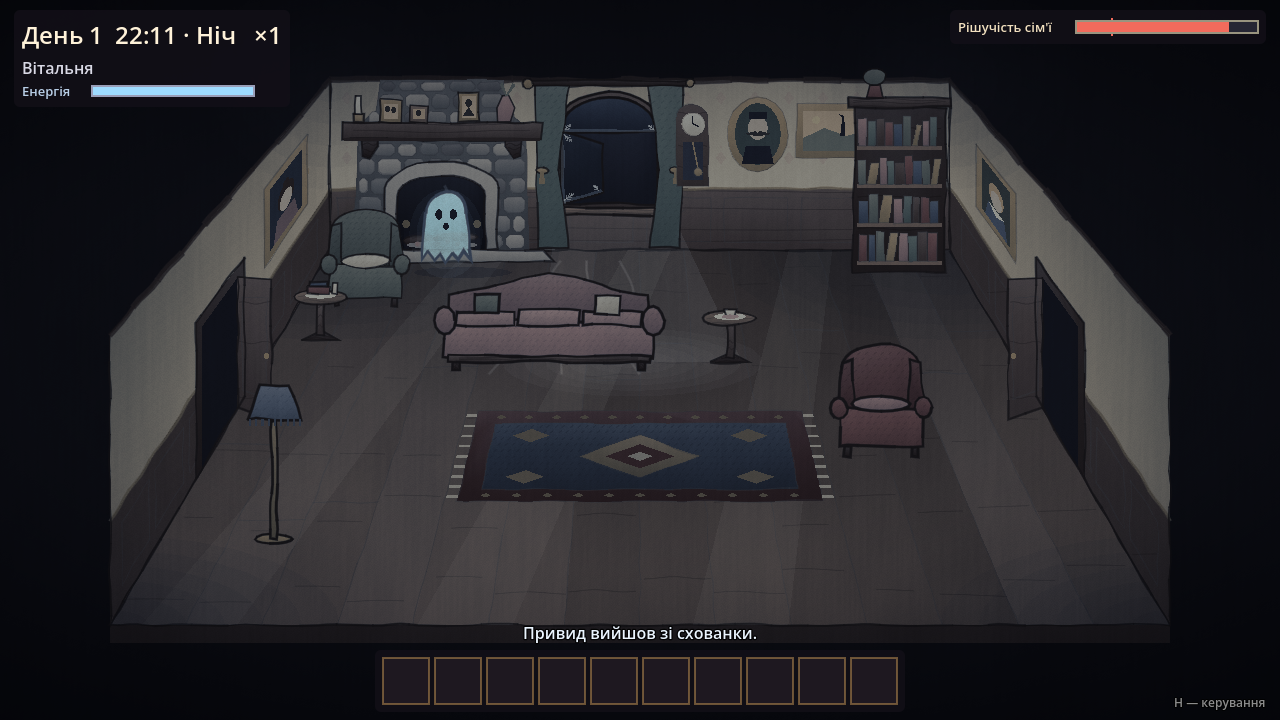 День 1 22:11 · Ніч ×1
Вітальня
Енергія
Рішучість сім'ї
Привид вийшов зі схованки.
H — керування